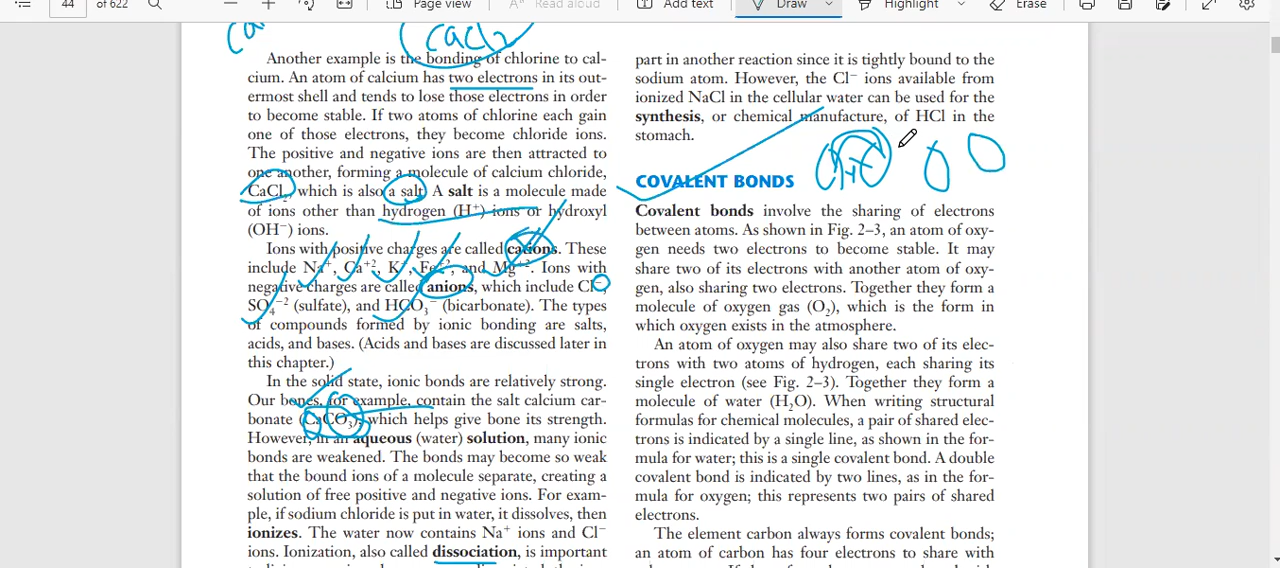 44 of 622 Page view Read aloud Add text Draw Highlight Erase
Ca
CaCl2
Another example is the bonding of chlorine to cal-
cium. An atom of calcium has two electrons in its out-
ermost shell and tends to lose those electrons in order
to become stable. If two atoms of chlorine each gain
one of those electrons, they become chloride ions.
The positive and negative ions are then attracted to
one another, forming a molecule of calcium chloride,
CaCl₂, which is also a salt. A salt is a molecule made
of ions other than hydrogen (H⁺) ions or hydroxyl
(OH⁻) ions.
Ions with positive charges are called cations. These
include Na⁺, Ca⁺², K⁺, Fe⁺², and Mg⁺². Ions with
negative charges are called anions, which include Cl⁻,
SO₄⁻² (sulfate), and HCO₃⁻ (bicarbonate). The types
of compounds formed by ionic bonding are salts,
acids, and bases. (Acids and bases are discussed later in
this chapter.)
In the solid state, ionic bonds are relatively strong.
Our bones, for example, contain the salt calcium car-
bonate (CaCO₃), which helps give bone its strength.
However, in an aqueous (water) solution, many ionic
bonds are weakened. The bonds may become so weak
that the bound ions of a molecule separate, creating a
solution of free positive and negative ions. For exam-
ple, if sodium chloride is put in water, it dissolves, then
ionizes. The water now contains Na⁺ ions and Cl⁻
ions. Ionization, also called dissociation, is important
part in another reaction since it is tightly bound to the
sodium atom. However, the Cl⁻ ions available from
ionized NaCl in the cellular water can be used for the
synthesis, or chemical manufacture, of HCl in the
stomach.
COVALENT BONDS
Covalent bonds involve the sharing of electrons
between atoms. As shown in Fig. 2–3, an atom of oxy-
gen needs two electrons to become stable. It may
share two of its electrons with another atom of oxy-
gen, also sharing two electrons. Together they form a
molecule of oxygen gas (O₂), which is the form in
which oxygen exists in the atmosphere.
An atom of oxygen may also share two of its elec-
trons with two atoms of hydrogen, each sharing its
single electron (see Fig. 2–3). Together they form a
molecule of water (H₂O). When writing structural
formulas for chemical molecules, a pair of shared elec-
trons is indicated by a single line, as shown in the for-
mula for water; this is a single covalent bond. A double
covalent bond is indicated by two lines, as in the for-
mula for oxygen; this represents two pairs of shared
electrons.
The element carbon always forms covalent bonds;
an atom of carbon has four electrons to share with